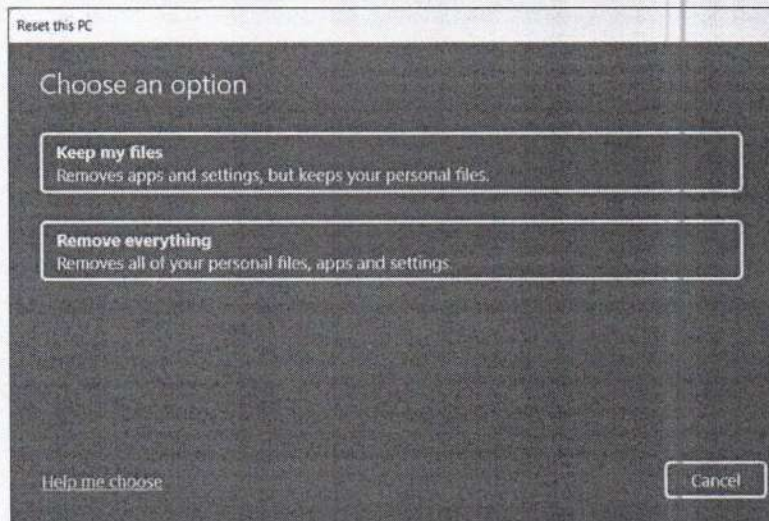 Reset this PC
Choose an option
Keep my files
Removes apps and settings, but keeps your personal files.
Remove everything
Removes all of your personal files, apps and settings.
Help me choose
Cancel